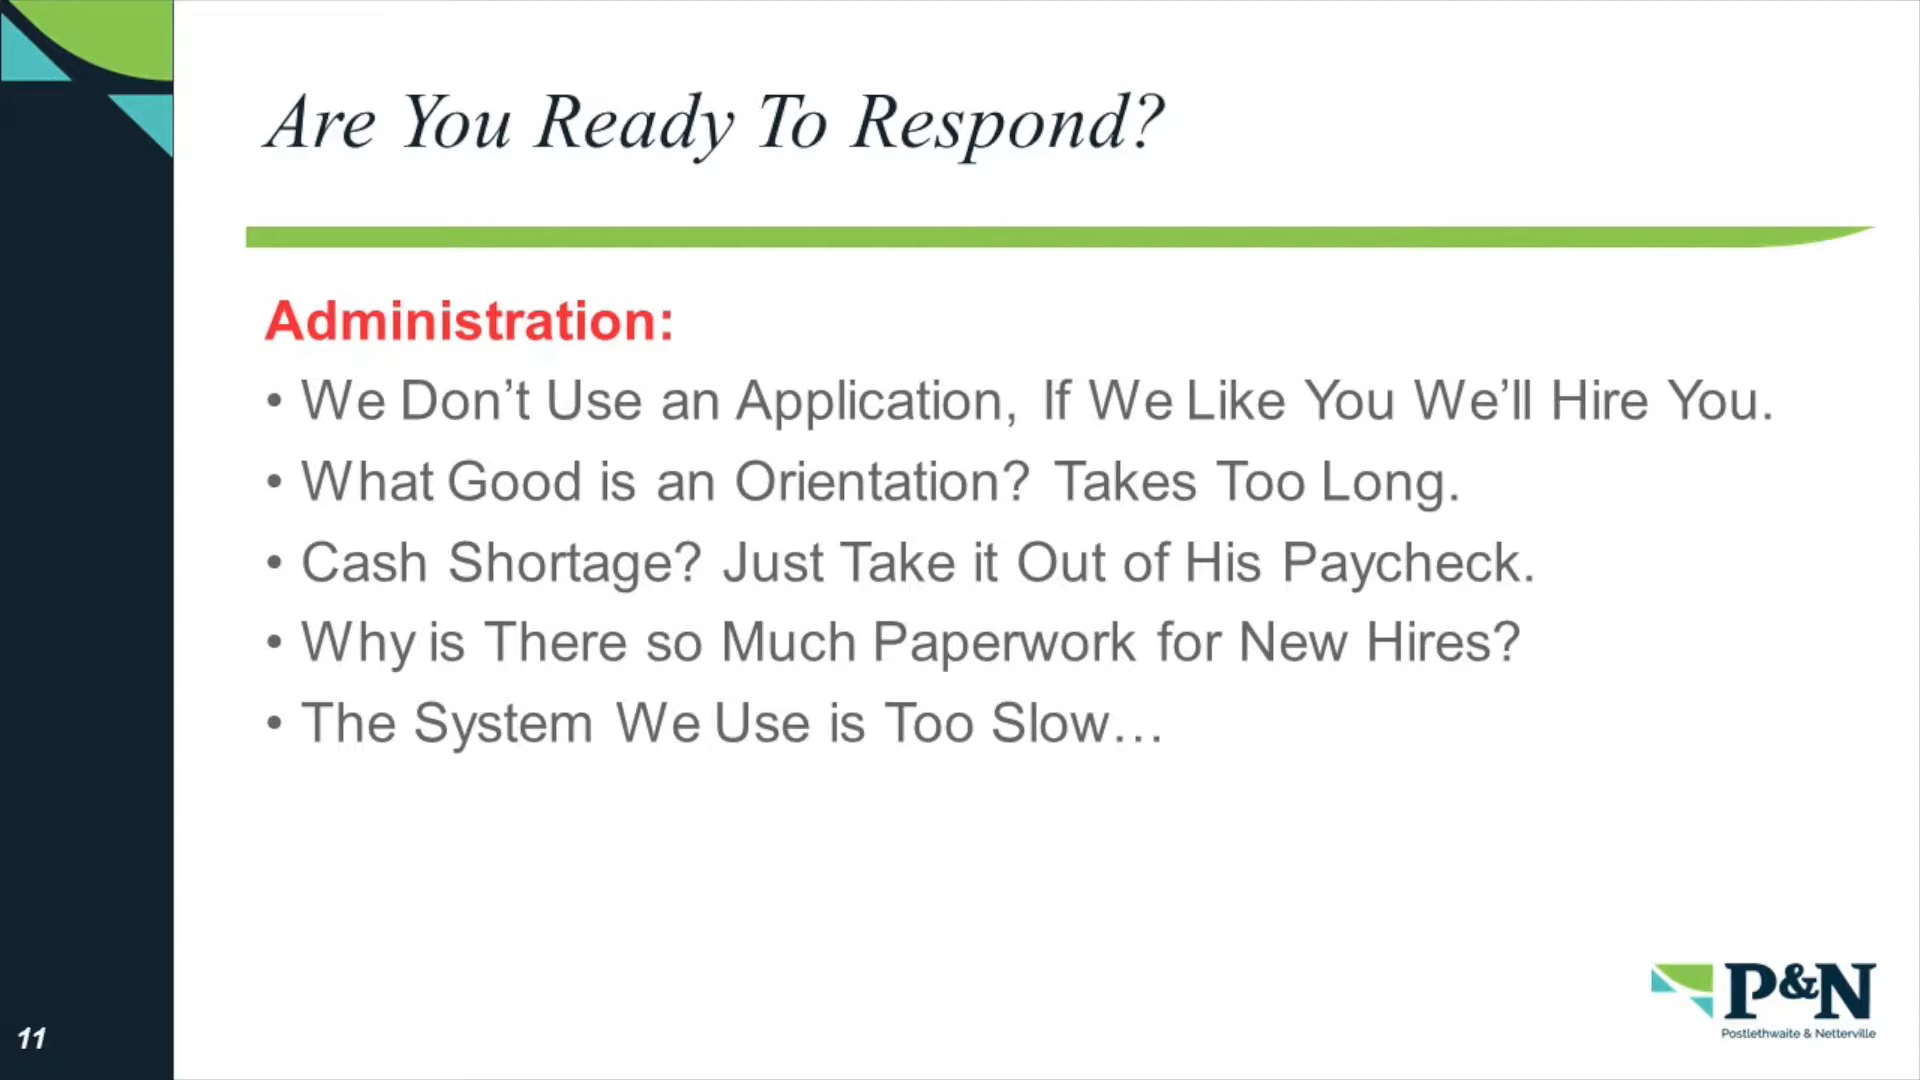 Are You Ready To Respond?
Administration:
• We Don’t Use an Application, If We Like You We’ll Hire You.
• What Good is an Orientation? Takes Too Long.
• Cash Shortage? Just Take it Out of His Paycheck.
• Why is There so Much Paperwork for New Hires?
• The System We Use is Too Slow…
P&N
Postlethwaite & Netterville
11